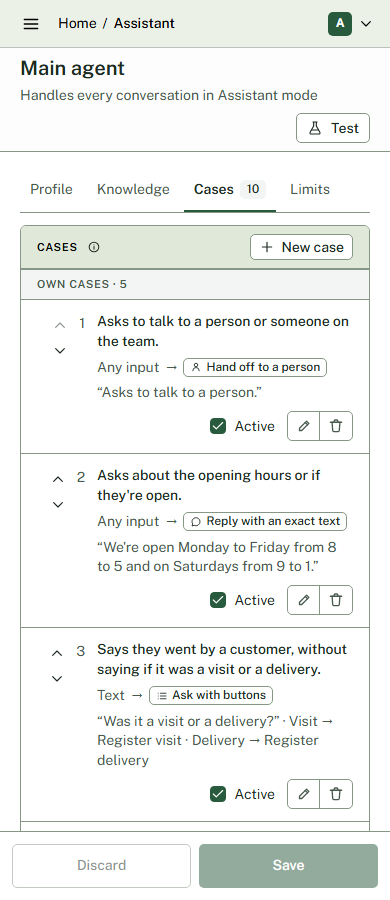 Home / Assistant
A
Main agent
Handles every conversation in Assistant mode
Test
Profile Knowledge Cases 10 Limits
CASES
New case
OWN CASES · 5
1 Asks to talk to a person or someone on
the team.
Any input → Hand off to a person
“Asks to talk to a person.”
Active
2 Asks about the opening hours or if
they're open.
Any input → Reply with an exact text
“We're open Monday to Friday from 8
to 5 and on Saturdays from 9 to 1.”
Active
3 Says they went by a customer, without
saying if it was a visit or a delivery.
Text → Ask with buttons
“Was it a visit or a delivery?” · Visit →
Register visit · Delivery → Register
delivery
Active
Discard
Save